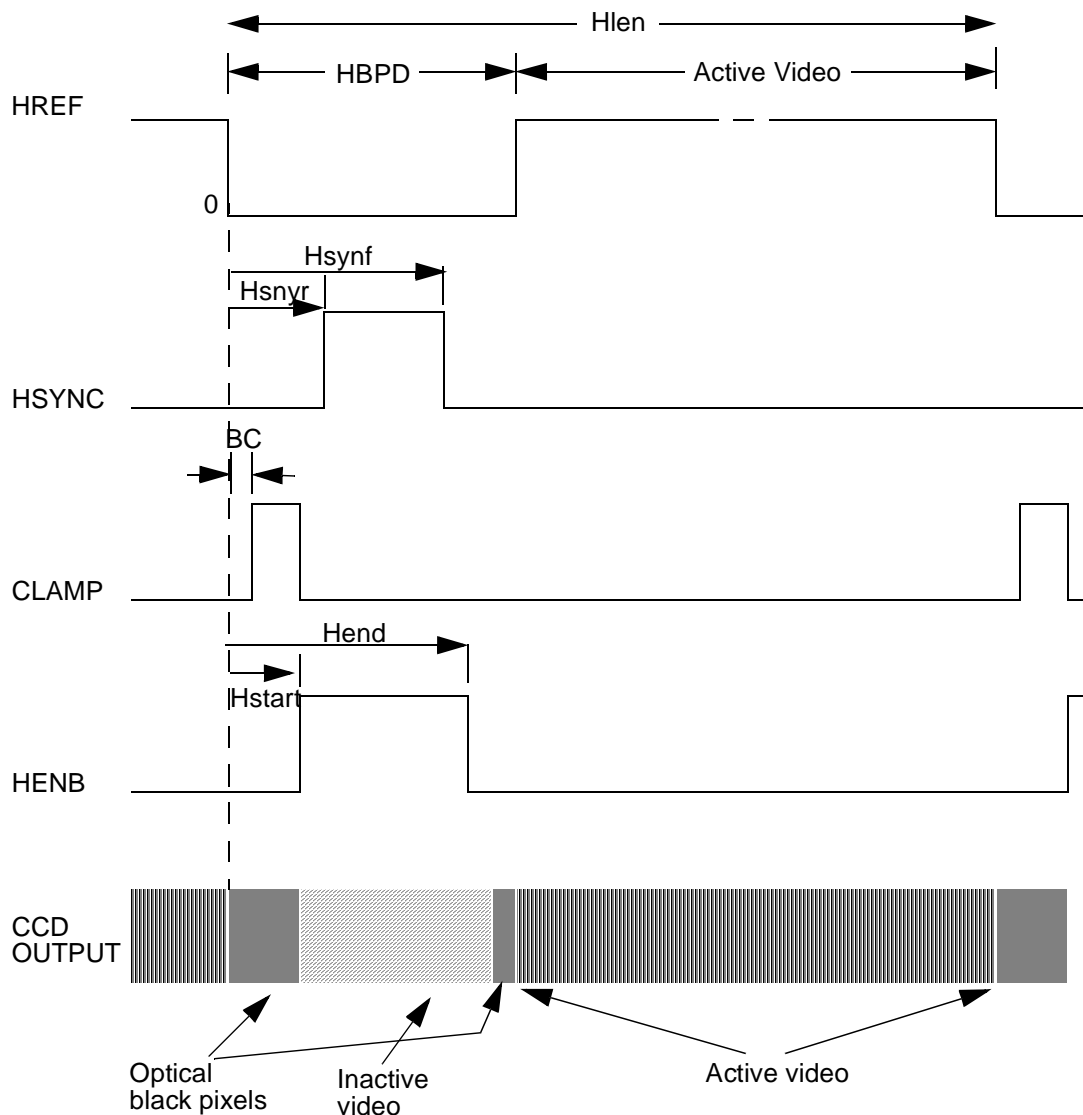 Hlen
HBPD
Active Video
HREF
0
Hsynf
Hsnyr
HSYNC
BC
CLAMP
Hend
Hstart
HENB
CCD
OUTPUT
Optical
black pixels
Inactive
video
Active video